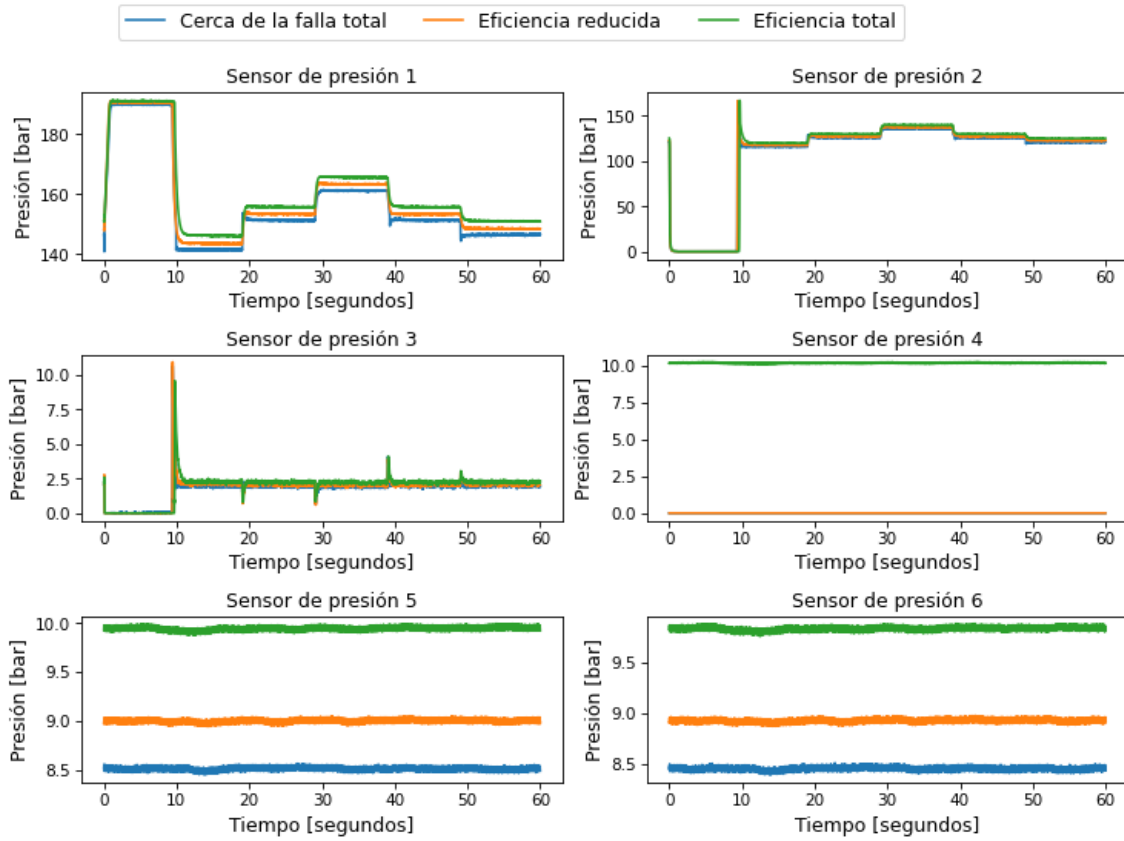 Cerca de la falla total Eficiencia reducida Eficiencia total
Sensor de presión 1
Presión [bar]
180
160
140
0 10 20 30 40 50 60
Tiempo [segundos]
Sensor de presión 2
Presión [bar]
150
100
50
0
0 10 20 30 40 50 60
Tiempo [segundos]
Sensor de presión 3
Presión [bar]
10.0
7.5
5.0
2.5
0.0
0 10 20 30 40 50 60
Tiempo [segundos]
Sensor de presión 4
Presión [bar]
10.0
7.5
5.0
2.5
0.0
0 10 20 30 40 50 60
Tiempo [segundos]
Sensor de presión 5
Presión [bar]
10.0
9.5
9.0
8.5
0 10 20 30 40 50 60
Tiempo [segundos]
Sensor de presión 6
Presión [bar]
9.5
9.0
8.5
0 10 20 30 40 50 60
Tiempo [segundos]